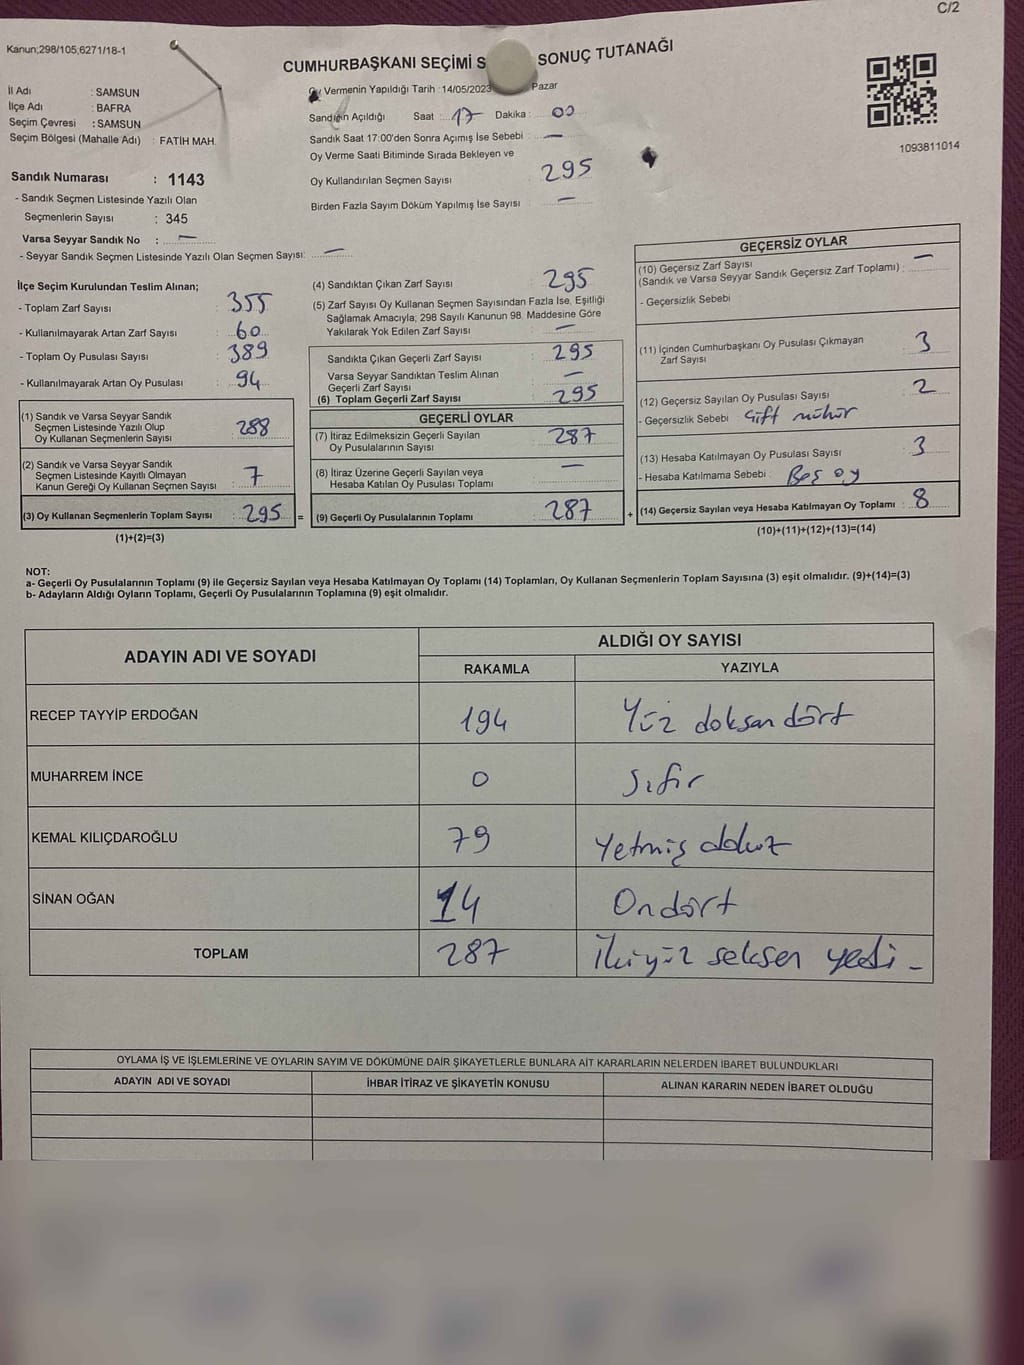 C/2
Kanun;298/105,6271/18-1
CUMHURBAŞKANI SEÇİMİ S SONUÇ TUTANAĞI
İl Adı : SAMSUN
İlçe Adı : BAFRA
Seçim Çevresi : SAMSUN
Seçim Bölgesi (Mahalle Adı) : FATİH MAH.
Sandık Numarası : 1143
- Sandık Seçmen Listesinde Yazılı Olan
Seçmenlerin Sayısı : 345
Varsa Seyyar Sandık No : —
- Seyyar Sandık Seçmen Listesinde Yazılı Olan Seçmen Sayısı: —
Oy Vermenin Yapıldığı Tarih :14/05/2023 Pazar
Sandığın Açıldığı Saat : 17 Dakika : 00
Sandık Saat 17:00'den Sonra Açımış İse Sebebi : —
Oy Verme Saati Bitiminde Sırada Bekleyen ve
Oy Kullandırılan Seçmen Sayısı : 295
Birden Fazla Sayım Döküm Yapılmış İse Sayısı : —
1093811014
İlçe Seçim Kurulundan Teslim Alınan;
- Toplam Zarf Sayısı : 355
- Kullanılmayarak Artan Zarf Sayısı : 60
- Toplam Oy Pusulası Sayısı : 389
- Kullanılmayarak Artan Oy Pusulası : 94
(1) Sandık ve Varsa Seyyar Sandık
Seçmen Listesinde Yazılı Olup
Oy Kullanan Seçmenlerin Sayısı : 288
(2) Sandık ve Varsa Seyyar Sandık
Seçmen Listesinde Kayıtlı Olmayan
Kanun Gereği Oy Kullanan Seçmen Sayısı : 7
(3) Oy Kullanan Seçmenlerin Toplam Sayısı : 295 =
(1)+(2)=(3)
(4) Sandıktan Çıkan Zarf Sayısı : 295
(5) Zarf Sayısı Oy Kullanan Seçmen Sayısından Fazla İse, Eşitliği
Sağlamak Amacıyla; 298 Sayılı Kanunun 98. Maddesine Göre
Yakılarak Yok Edilen Zarf Sayısı : —
Sandıkta Çıkan Geçerli Zarf Sayısı : 295
Varsa Seyyar Sandıktan Teslim Alınan
Geçerli Zarf Sayısı : —
(6) Toplam Geçerli Zarf Sayısı : 295
GEÇERLİ OYLAR
(7) İtiraz Edilmeksizin Geçerli Sayılan
Oy Pusulalarının Sayısı : 287
(8) İtiraz Üzerine Geçerli Sayılan veya
Hesaba Katılan Oy Pusulası Toplamı : —
(9) Geçerli Oy Pusulalarının Toplamı : 287 +
GEÇERSİZ OYLAR
(10) Geçersiz Zarf Sayısı
(Sandık ve Varsa Seyyar Sandık Geçersiz Zarf Toplamı) : —
- Geçersizlik Sebebi
(11) İçinden Cumhurbaşkanı Oy Pusulası Çıkmayan
Zarf Sayısı : 3
(12) Geçersiz Sayılan Oy Pusulası Sayısı : 2
- Geçersizlik Sebebi : Çift mühür
(13) Hesaba Katılmayan Oy Pusulası Sayısı : 3
- Hesaba Katılmama Sebebi : Boş oy
(14) Geçersiz Sayılan veya Hesaba Katılmayan Oy Toplamı : 8
(10)+(11)+(12)+(13)=(14)
NOT:
a- Geçerli Oy Pusulalarının Toplamı (9) ile Geçersiz Sayılan veya Hesaba Katılmayan Oy Toplamı (14) Toplamları, Oy Kullanan Seçmenlerin Toplam Sayısına (3) eşit olmalıdır. (9)+(14)=(3)
b- Adayların Aldığı Oyların Toplamı, Geçerli Oy Pusulalarının Toplamına (9) eşit olmalıdır.
ADAYIN ADI VE SOYADI ALDIĞI OY SAYISI
RAKAMLA YAZIYLA
RECEP TAYYİP ERDOĞAN 194 Yüz doksan dört
MUHARREM İNCE 0 Sıfır
KEMAL KILIÇDAROĞLU 79 Yetmiş dokuz
SİNAN OĞAN 14 Ondört
TOPLAM 287 İkiyüz seksen yedi -
OYLAMA İŞ VE İŞLEMLERİNE VE OYLARIN SAYIM VE DÖKÜMÜNE DAİR ŞİKAYETLERLE BUNLARA AİT KARARLARIN NELERDEN İBARET BULUNDUKLARI
ADAYIN ADI VE SOYADI İHBAR İTİRAZ VE ŞİKAYETİN KONUSU ALINAN KARARIN NEDEN İBARET OLDUĞU